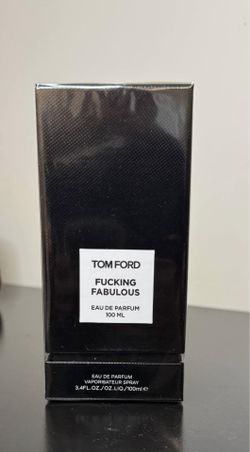 TOM FORD
FUCKING
FABULOUS
EAU DE PARFUM
100 ML
EAU DE PARFUM
VAPORISATEUR SPRAY
3.4FL.OZ./OZ.LIQ/100ml℮